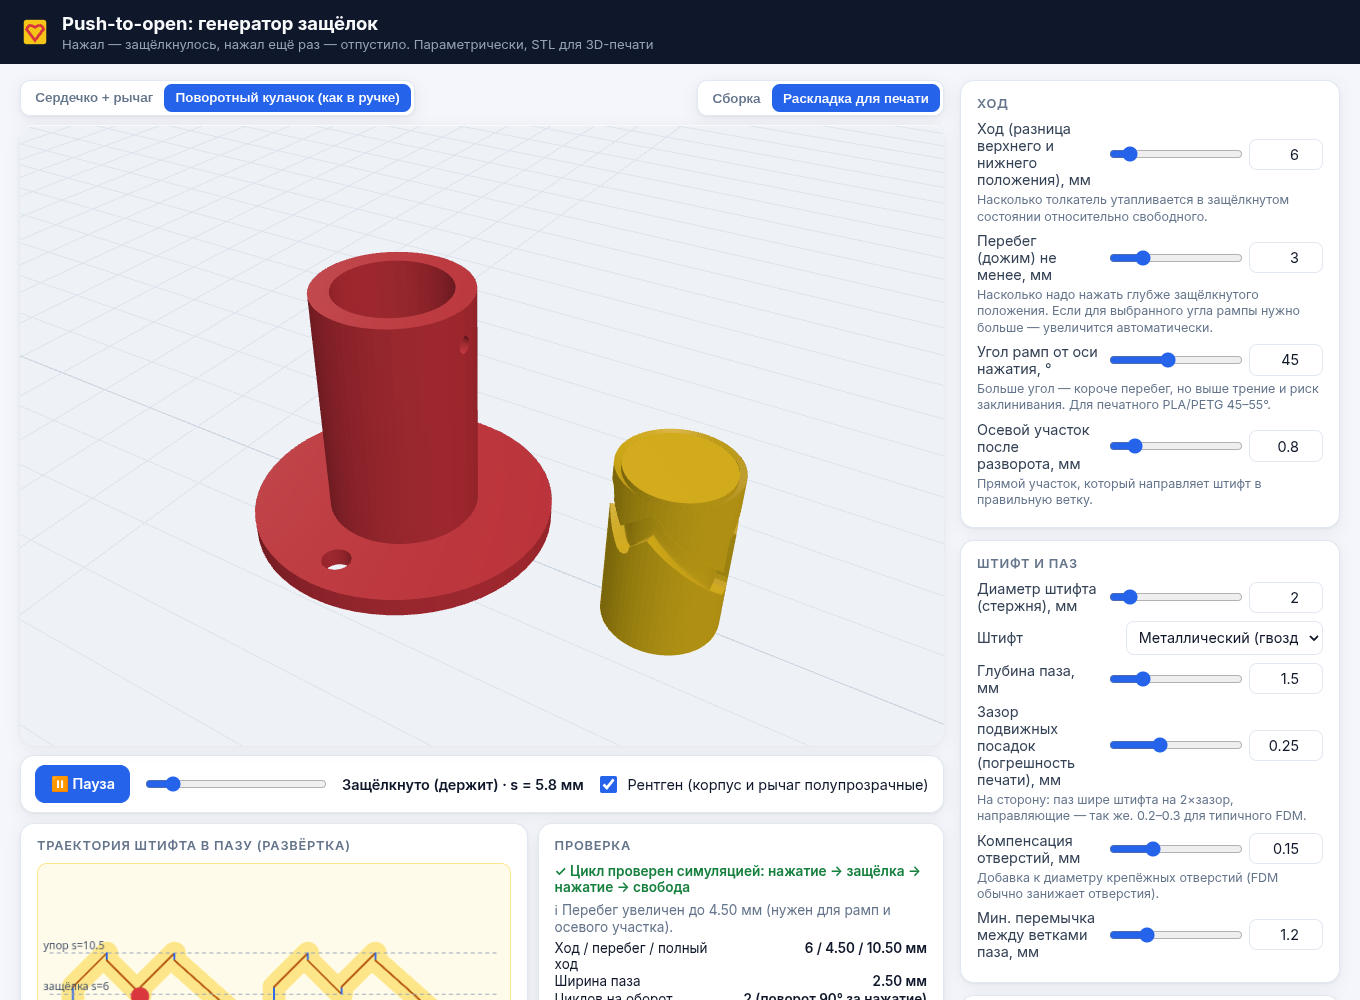 Push-to-open: генератор защёлок
Нажал — защёлкнулось, нажал ещё раз — отпустило. Параметрически, STL для 3D-печати
Сердечко + рычаг
Поворотный кулачок (как в ручке)
Сборка
Раскладка для печати
⏸ Пауза
Защёлкнуто (держит) · s = 5.8 мм
Рентген (корпус и рычаг полупрозрачные)
ТРАЕКТОРИЯ ШТИФТА В ПАЗУ (РАЗВЁРТКА)
упор s=10.5
защёлка s=6
ПРОВЕРКА
✓ Цикл проверен симуляцией: нажатие → защёлка →
нажатие → свобода
i Перебег увеличен до 4.50 мм (нужен для рамп и
осевого участка).
Ход / перебег / полный
ход
6 / 4.50 / 10.50 мм
Ширина паза
2.50 мм
Циклов на оборот
2 (поворот 90° за нажатие)
ХОД
Ход (разница
верхнего и
нижнего
положения), мм
6
Насколько толкатель утапливается в защёлкнутом
состоянии относительно свободного.
Перебег
(дожим) не
менее, мм
3
Насколько надо нажать глубже защёлкнутого
положения. Если для выбранного угла рампы нужно
больше — увеличится автоматически.
Угол рамп от оси
нажатия, °
45
Больше угол — короче перебег, но выше трение и риск
заклинивания. Для печатного PLA/PETG 45–55°.
Осевой участок
после
разворота, мм
0.8
Прямой участок, который направляет штифт в
правильную ветку.
ШТИФТ И ПАЗ
Диаметр штифта
(стержня), мм
2
Штифт
Металлический (гвозд
Глубина паза,
мм
1.5
Зазор
подвижных
посадок
(погрешность
печати), мм
0.25
На сторону: паз шире штифта на 2×зазор,
направляющие — так же. 0.2–0.3 для типичного FDM.
Компенсация
отверстий, мм
0.15
Добавка к диаметру крепёжных отверстий (FDM
обычно занижает отверстия).
Мин. перемычка
между ветками
паза, мм
1.2